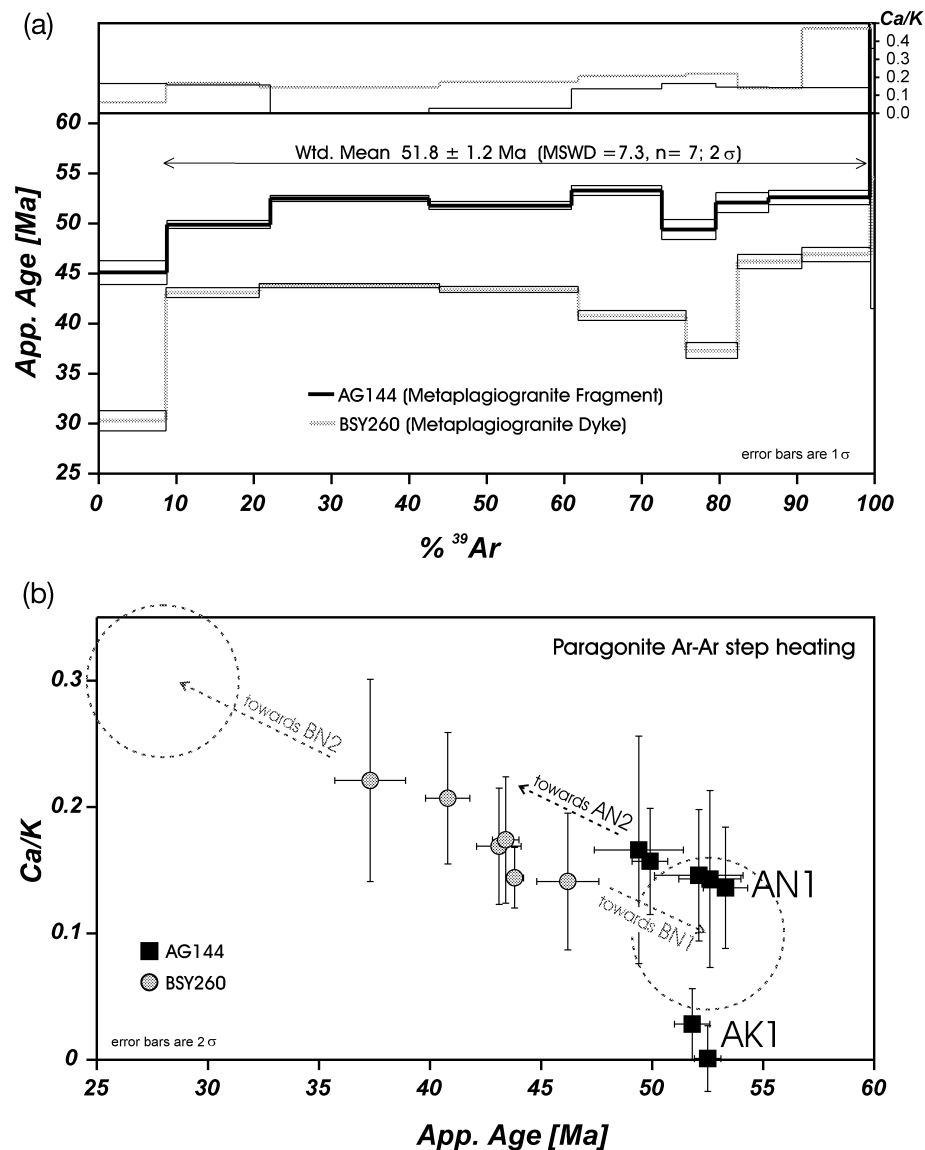 (a)
Ca/K
0.4
0.3
0.2
0.1
0.0
60
55
50
45
40
35
30
25
App. Age [Ma]
Wtd. Mean 51.8 ± 1.2 Ma (MSWD =7.3, n= 7; 2 σ)
AG144 (Metaplagiogranite Fragment)
BSY260 (Metaplagiogranite Dyke)
error bars are 1 σ
0 10 20 30 40 50 60 70 80 90 100
% ³⁹Ar
(b)
Paragonite Ar-Ar step heating
0.3
0.2
0.1
0
Ca/K
towards BN2
towards AN2
towards BN1
AN1
AK1
AG144
BSY260
error bars are 2 σ
25 30 35 40 45 50 55 60
App. Age [Ma]